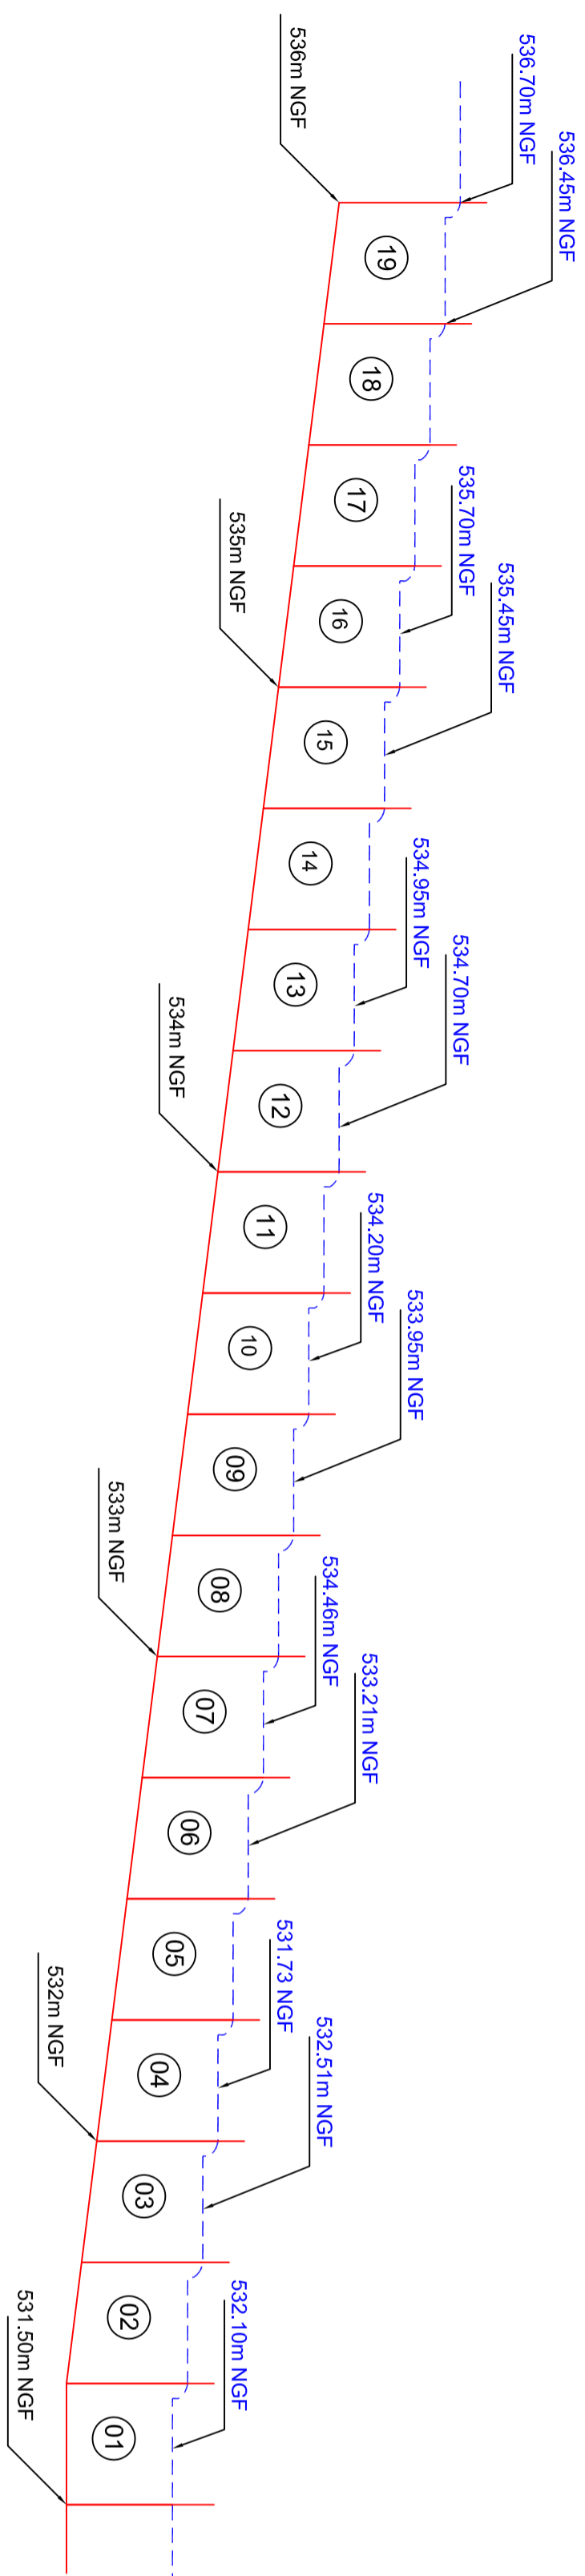 536m NGF
536.70m NGF
536.45m NGF
19
18
17
16
535m NGF
535.70m NGF
535.45m NGF
15
14
13
12
534m NGF
534.95m NGF
534.70m NGF
11
10
09
08
533m NGF
534.20m NGF
533.95m NGF
07
06
05
04
532m NGF
534.46m NGF
533.21m NGF
531.73 NGF
532.51m NGF
03
02
01
532.10m NGF
531.50m NGF